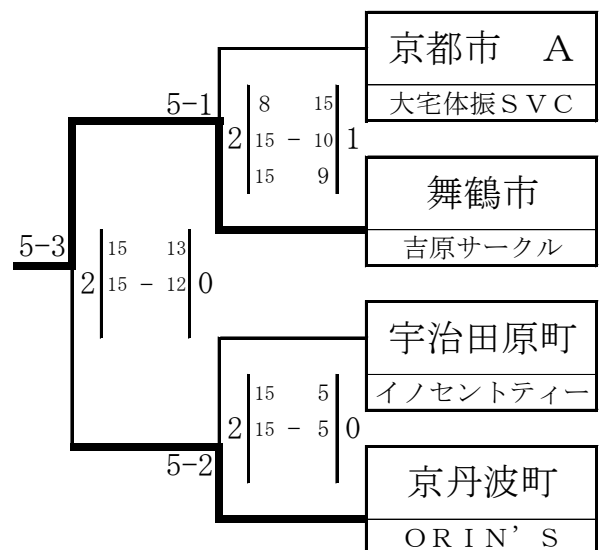 京都市　A
大宅体振ＳＶＣ
5-1
8 15
2 15 - 10 1
15 9
舞鶴市
吉原サークル
5-3
15 13
2 15 - 12 0
宇治田原町
イノセントティー
15 5
2 15 - 5 0
5-2
京丹波町
ＯＲＩＮ’Ｓ